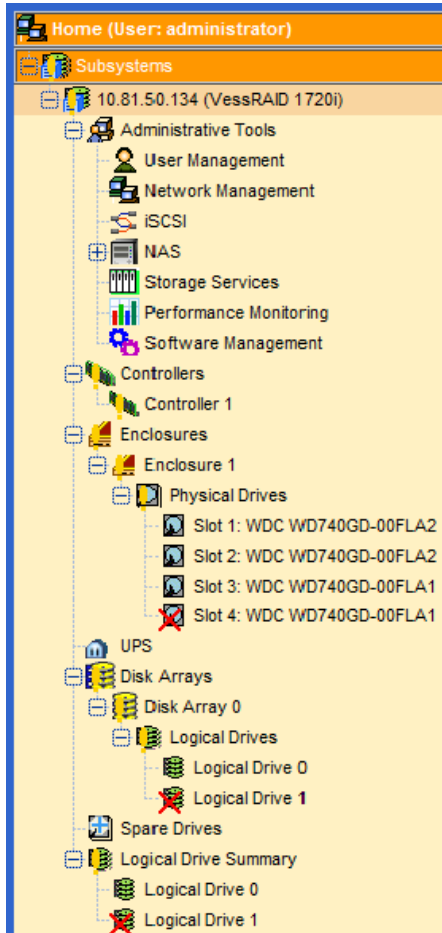 Home (User: administrator)
Subsystems
10.81.50.134 (VessRAID 1720i)
Administrative Tools
User Management
Network Management
iSCSI
NAS
Storage Services
Performance Monitoring
Software Management
Controllers
Controller 1
Enclosures
Enclosure 1
Physical Drives
Slot 1: WDC WD740GD-00FLA2
Slot 2: WDC WD740GD-00FLA2
Slot 3: WDC WD740GD-00FLA1
Slot 4: WDC WD740GD-00FLA1
UPS
Disk Arrays
Disk Array 0
Logical Drives
Logical Drive 0
Logical Drive 1
Spare Drives
Logical Drive Summary
Logical Drive 0
Logical Drive 1